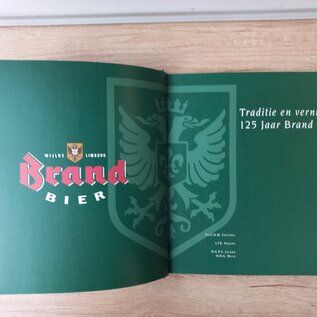 WIJLRE LIMBURG
Brand
BIER
Traditie en verni
125 Jaar Brand